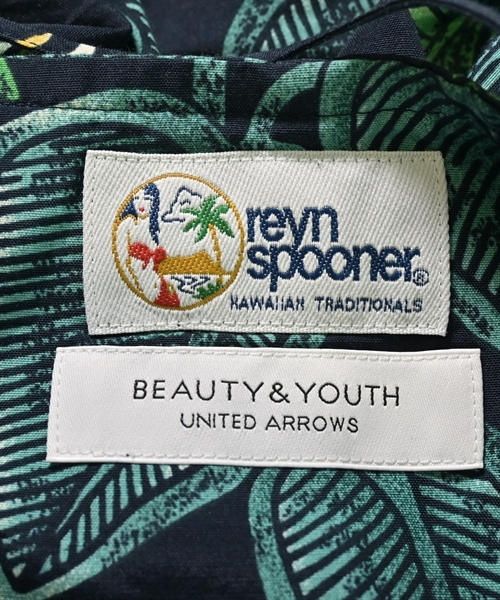 reyn
spooner®
HAWAIIAN TRADITIONALS
BEAUTY & YOUTH
UNITED ARROWS